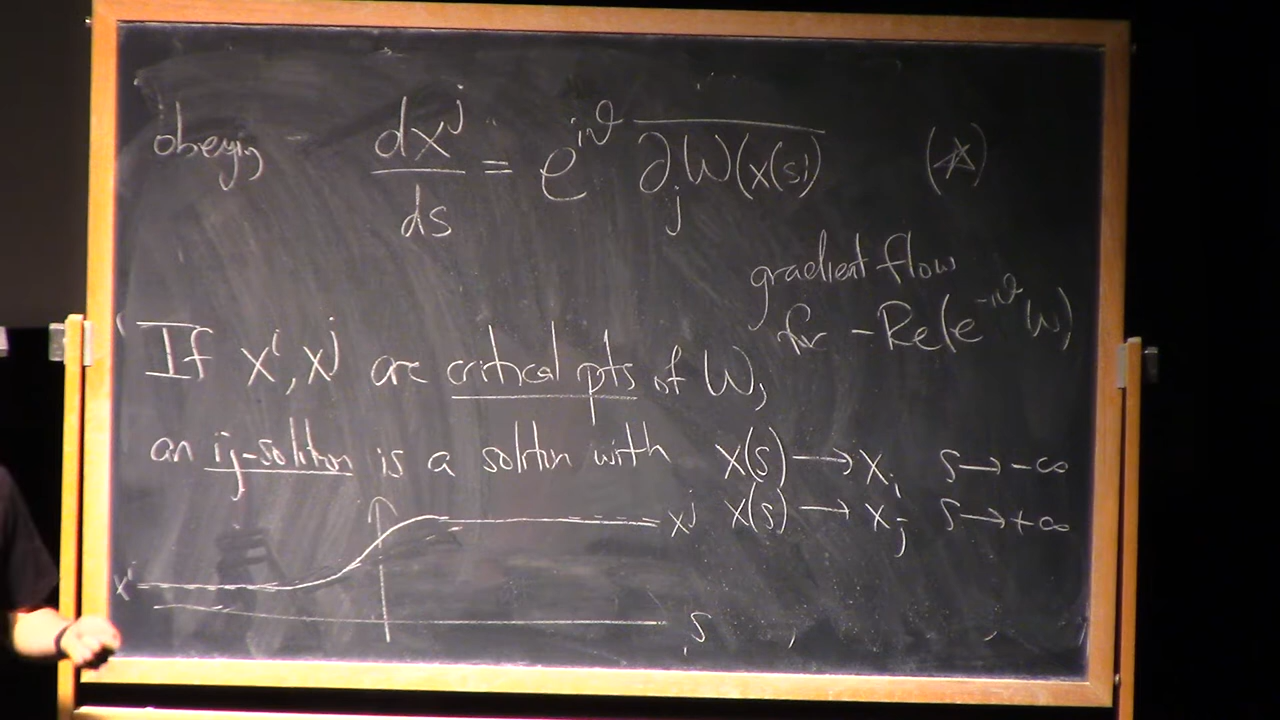 obeying dx^j/ds = e^{iϑ} \overline{∂_j W(x(s)} (☆)
gradient flow
for -Re(e^{-iϑ} W)
If x^i, x^j are critical pts of W,
an ij-soliton is a solitin with x(s) → x_i s → -∞
x^j x(s) → x_j s → +∞
x^i
s